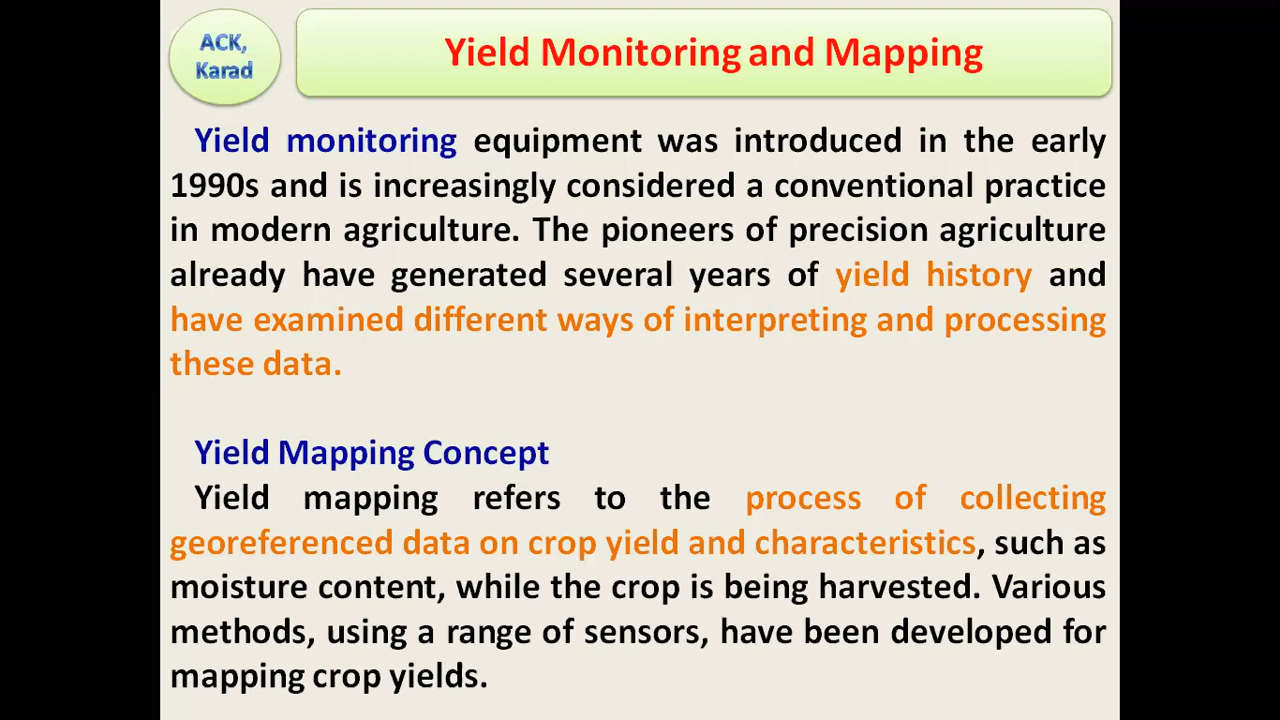 ACK,
Karad
Yield Monitoring and Mapping
Yield monitoring equipment was introduced in the early
1990s and is increasingly considered a conventional practice
in modern agriculture. The pioneers of precision agriculture
already have generated several years of yield history and
have examined different ways of interpreting and processing
these data.
Yield Mapping Concept
Yield mapping refers to the process of collecting
georeferenced data on crop yield and characteristics, such as
moisture content, while the crop is being harvested. Various
methods, using a range of sensors, have been developed for
mapping crop yields.